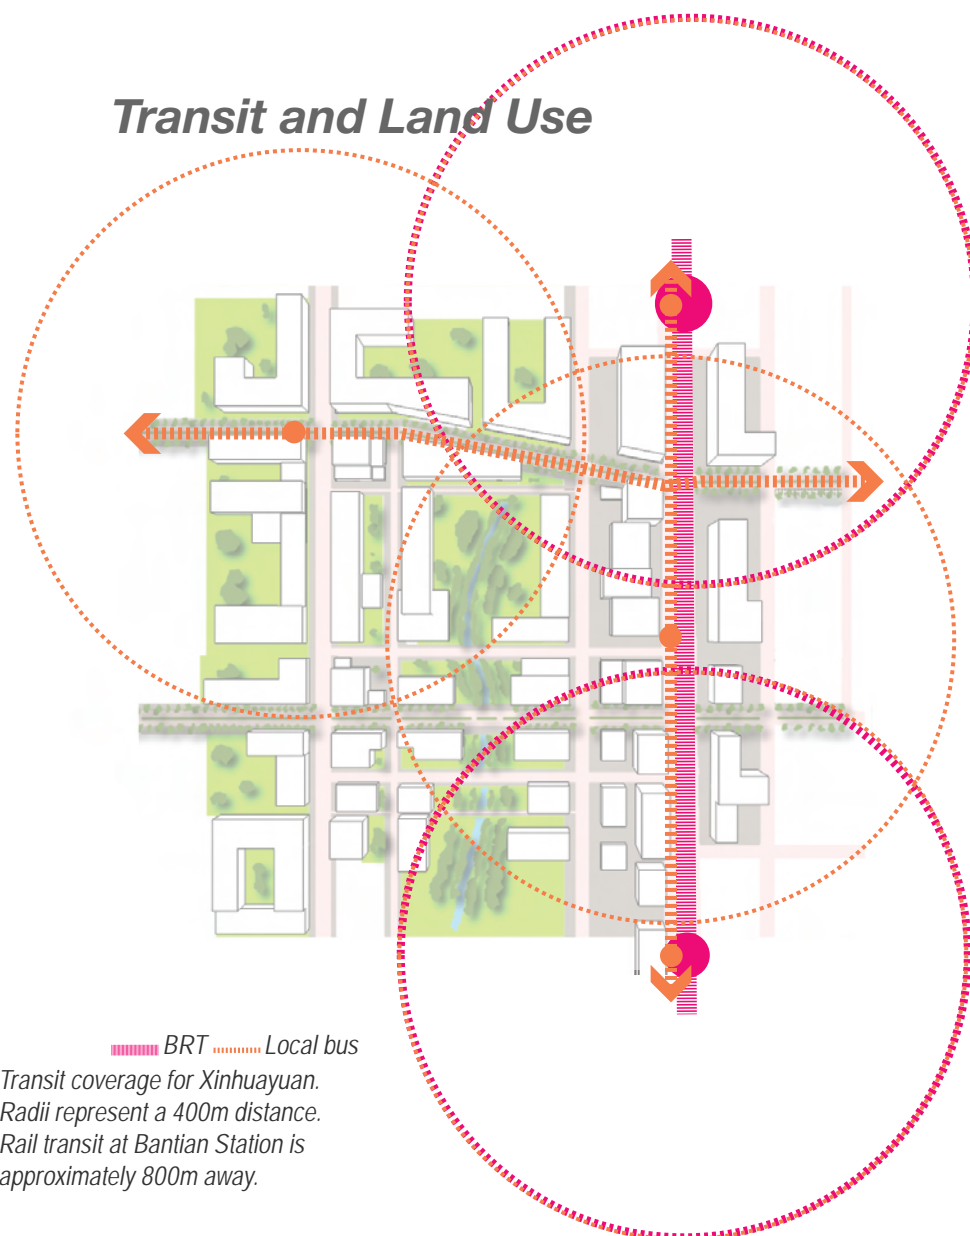 Transit and Land Use
BRT Local bus
Transit coverage for Xinhuayuan.
Radii represent a 400m distance.
Rail transit at Bantian Station is
approximately 800m away.